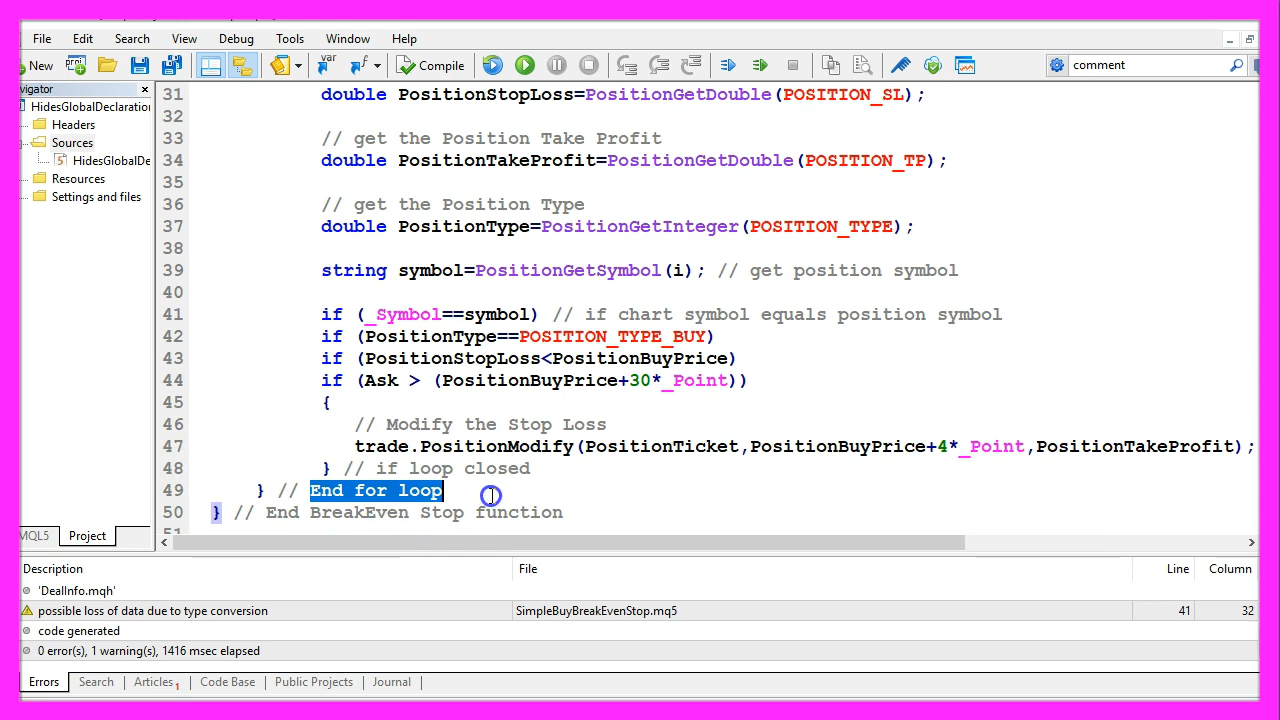 File Edit Search View Debug Tools Window Help
New var Compile comment
vigator
HidesGlobalDeclaratio
Headers
Sources
HidesGlobalDe
Resources
Settings and files
MQL5 Project
31 double PositionStopLoss=PositionGetDouble(POSITION_SL);
32
33 // get the Position Take Profit
34 double PositionTakeProfit=PositionGetDouble(POSITION_TP);
35
36 // get the Position Type
37 double PositionType=PositionGetInteger(POSITION_TYPE);
38
39 string symbol=PositionGetSymbol(i); // get position symbol
40
41 if (_Symbol==symbol) // if chart symbol equals position symbol
42 if (PositionType==POSITION_TYPE_BUY)
43 if (PositionStopLoss<PositionBuyPrice)
44 if (Ask > (PositionBuyPrice+30*_Point))
45 {
46 // Modify the Stop Loss
47 trade.PositionModify(PositionTicket,PositionBuyPrice+4*_Point,PositionTakeProfit);
48 } // if loop closed
49 } // End for loop
50 } // End BreakEven Stop function
51
Description File Line Column
'DealInfo.mqh'
possible loss of data due to type conversion SimpleBuyBreakEvenStop.mq5 41 32
code generated
0 error(s), 1 warning(s), 1416 msec elapsed
Errors Search Articles 1 Code Base Public Projects Journal